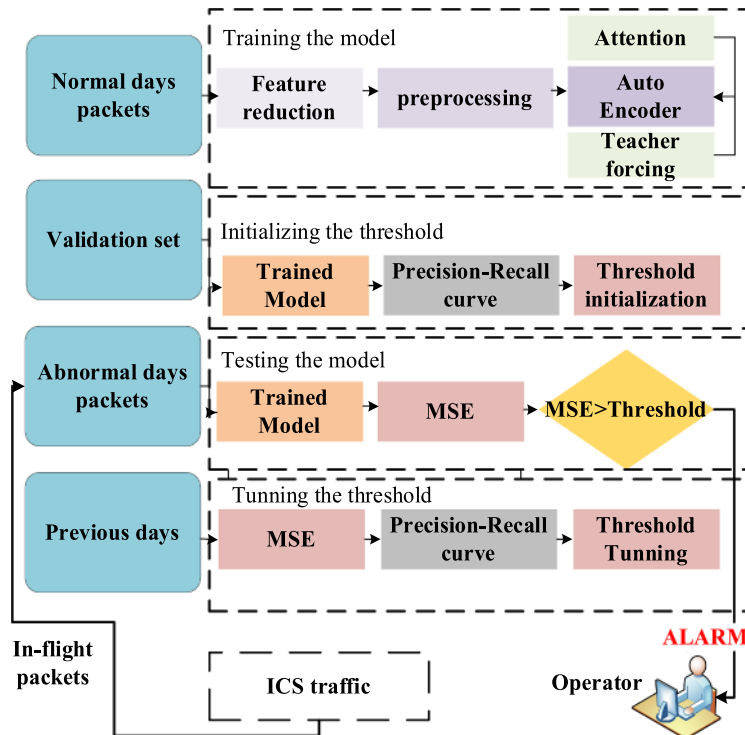 Training the model
Normal days
packets
Feature
reduction
preprocessing
Attention
Auto
Encoder
Teacher
forcing
Validation set
Initializing the threshold
Trained
Model
Precision-Recall
curve
Threshold
initialization
Abnormal days
packets
Testing the model
Trained
Model
MSE
MSE>Threshold
Previous days
Tunning the threshold
MSE
Precision-Recall
curve
Threshold
Tunning
In-flight
packets
ICS traffic
Operator
ALARM